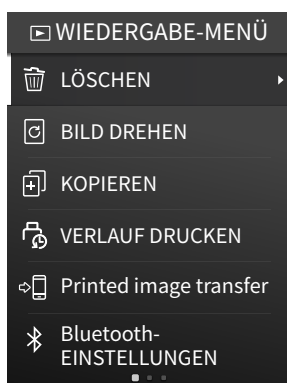 WIEDERGABE-MENÜ
LÖSCHEN
BILD DREHEN
KOPIEREN
VERLAUF DRUCKEN
Printed image transfer
Bluetooth-
EINSTELLUNGEN